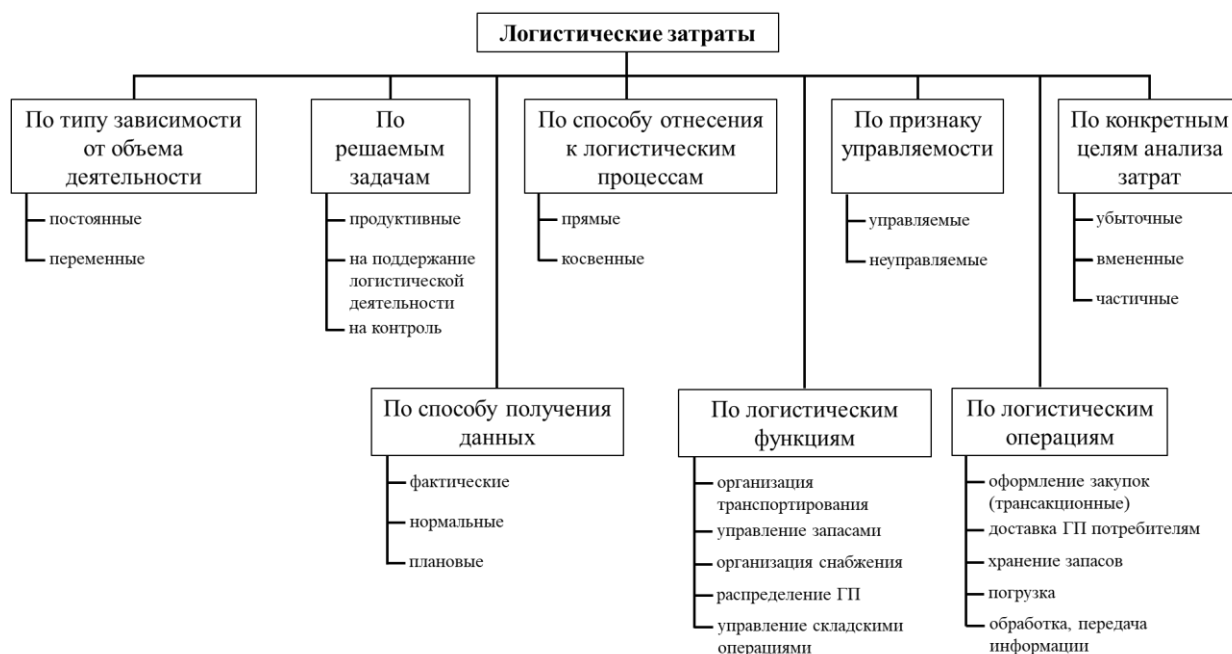 Логистические затраты
По типу зависимости
от объема
деятельности
постоянные
переменные
По
решаемым
задачам
продуктивные
на поддержание
логистической
деятельности
на контроль
По способу отнесения
к логистическим
процессам
прямые
косвенные
По признаку
управляемости
управляемые
неуправляемые
По конкретным
целям анализа
затрат
убыточные
вмененные
частичные
По способу получения
данных
фактические
нормальные
плановые
По логистическим
функциям
организация
транспортирования
управление запасами
организация снабжения
распределение ГП
управление складскими
операциями
По логистическим
операциям
оформление закупок
(трансакционные)
доставка ГП потребителям
хранение запасов
погрузка
обработка, передача
информации